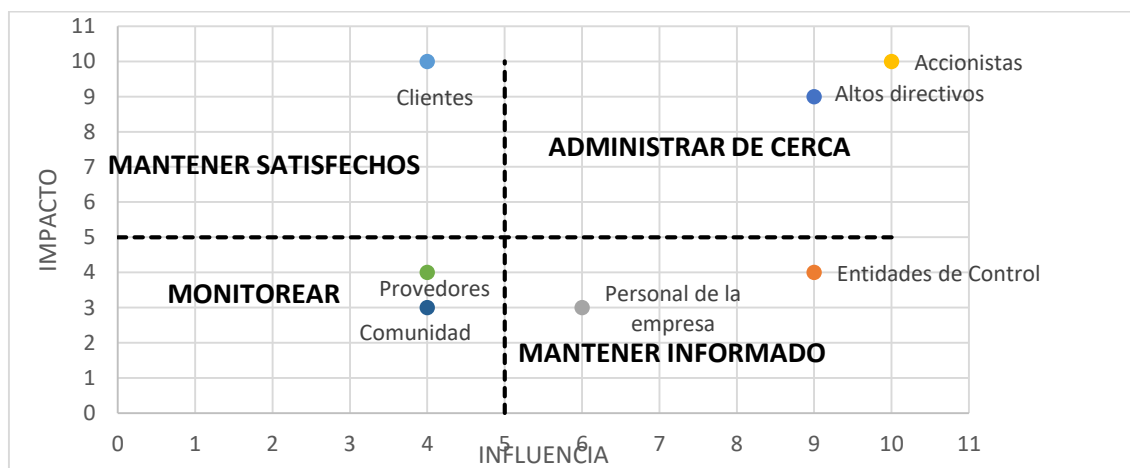 11
10
9
8
7
6
5
4
3
2
1
0
IMPACTO
Clientes
Accionistas
Altos directivos
MANTENER SATISFECHOS
ADMINISTRAR DE CERCA
MONITOREAR
Provedores
Comunidad
Personal de la
empresa
Entidades de Control
MANTENER INFORMADO
0 1 2 3 4 5 6 7 8 9 10 11
INFLUENCIA